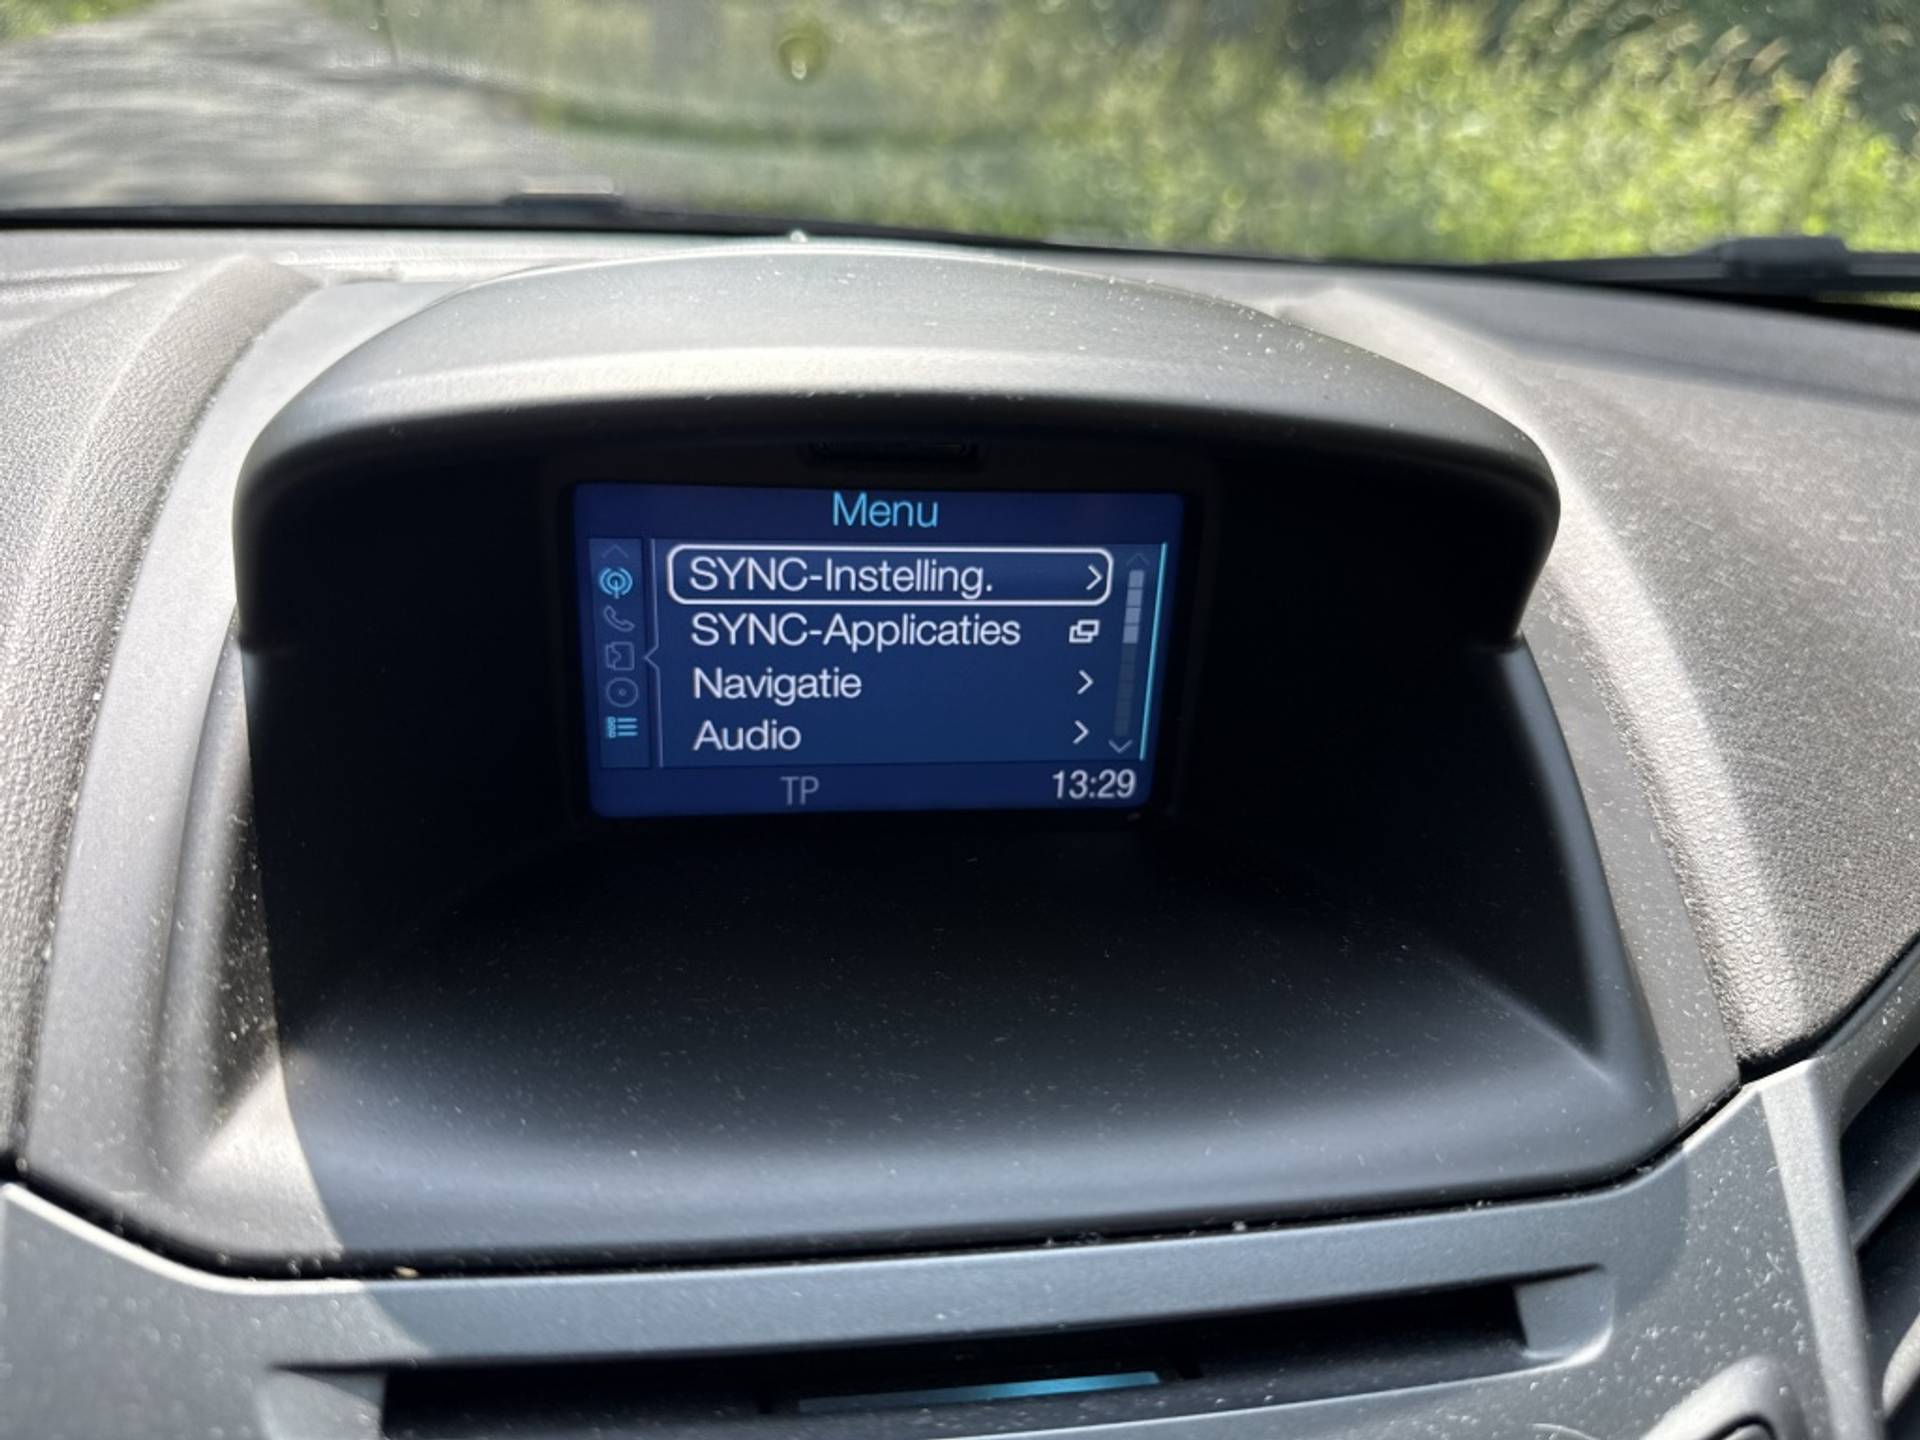 Menu
SYNC-Instelling.
SYNC-Applicaties
Navigatie
Audio
TP 13:29